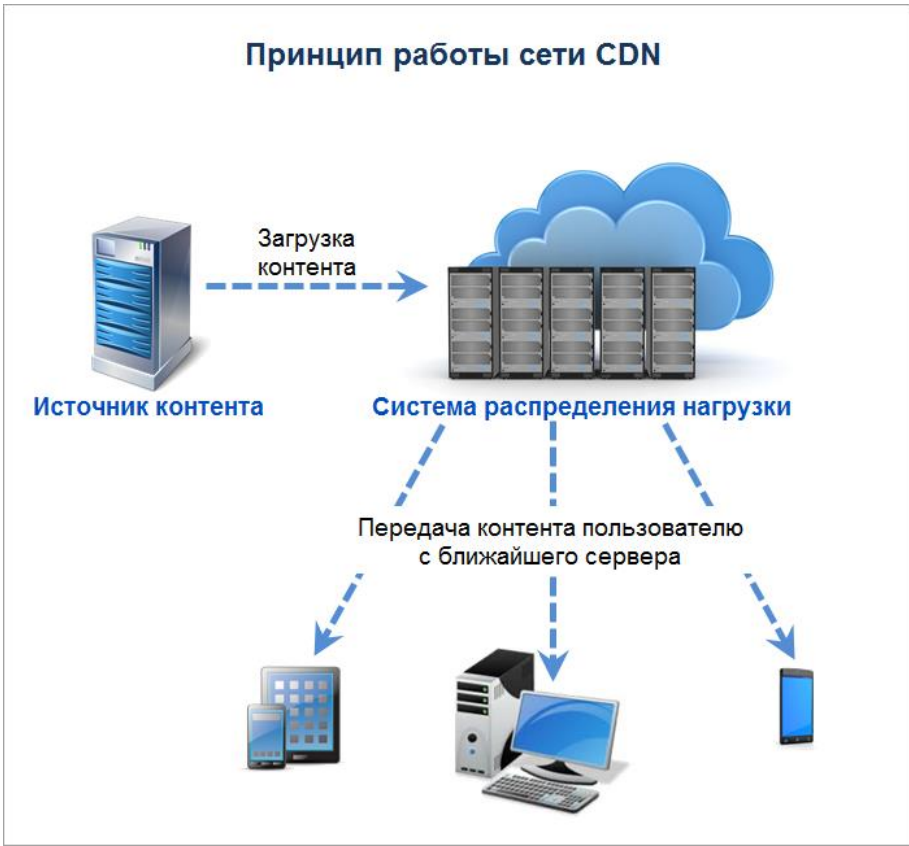 Принцип работы сети CDN
Загрузка
контента
Источник контента
Система распределения нагрузки
Передача контента пользователю
с ближайшего сервера